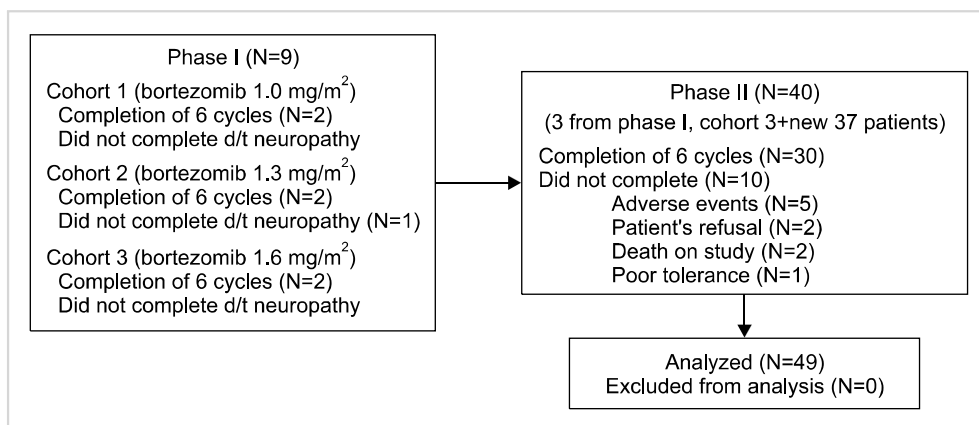 Phase I (N=9)
Cohort 1 (bortezomib 1.0 mg/m²)
Completion of 6 cycles (N=2)
Did not complete d/t neuropathy
Cohort 2 (bortezomib 1.3 mg/m²)
Completion of 6 cycles (N=2)
Did not complete d/t neuropathy (N=1)
Cohort 3 (bortezomib 1.6 mg/m²)
Completion of 6 cycles (N=2)
Did not complete d/t neuropathy
Phase II (N=40)
(3 from phase I, cohort 3+new 37 patients)
Completion of 6 cycles (N=30)
Did not complete (N=10)
Adverse events (N=5)
Patient's refusal (N=2)
Death on study (N=2)
Poor tolerance (N=1)
Analyzed (N=49)
Excluded from analysis (N=0)